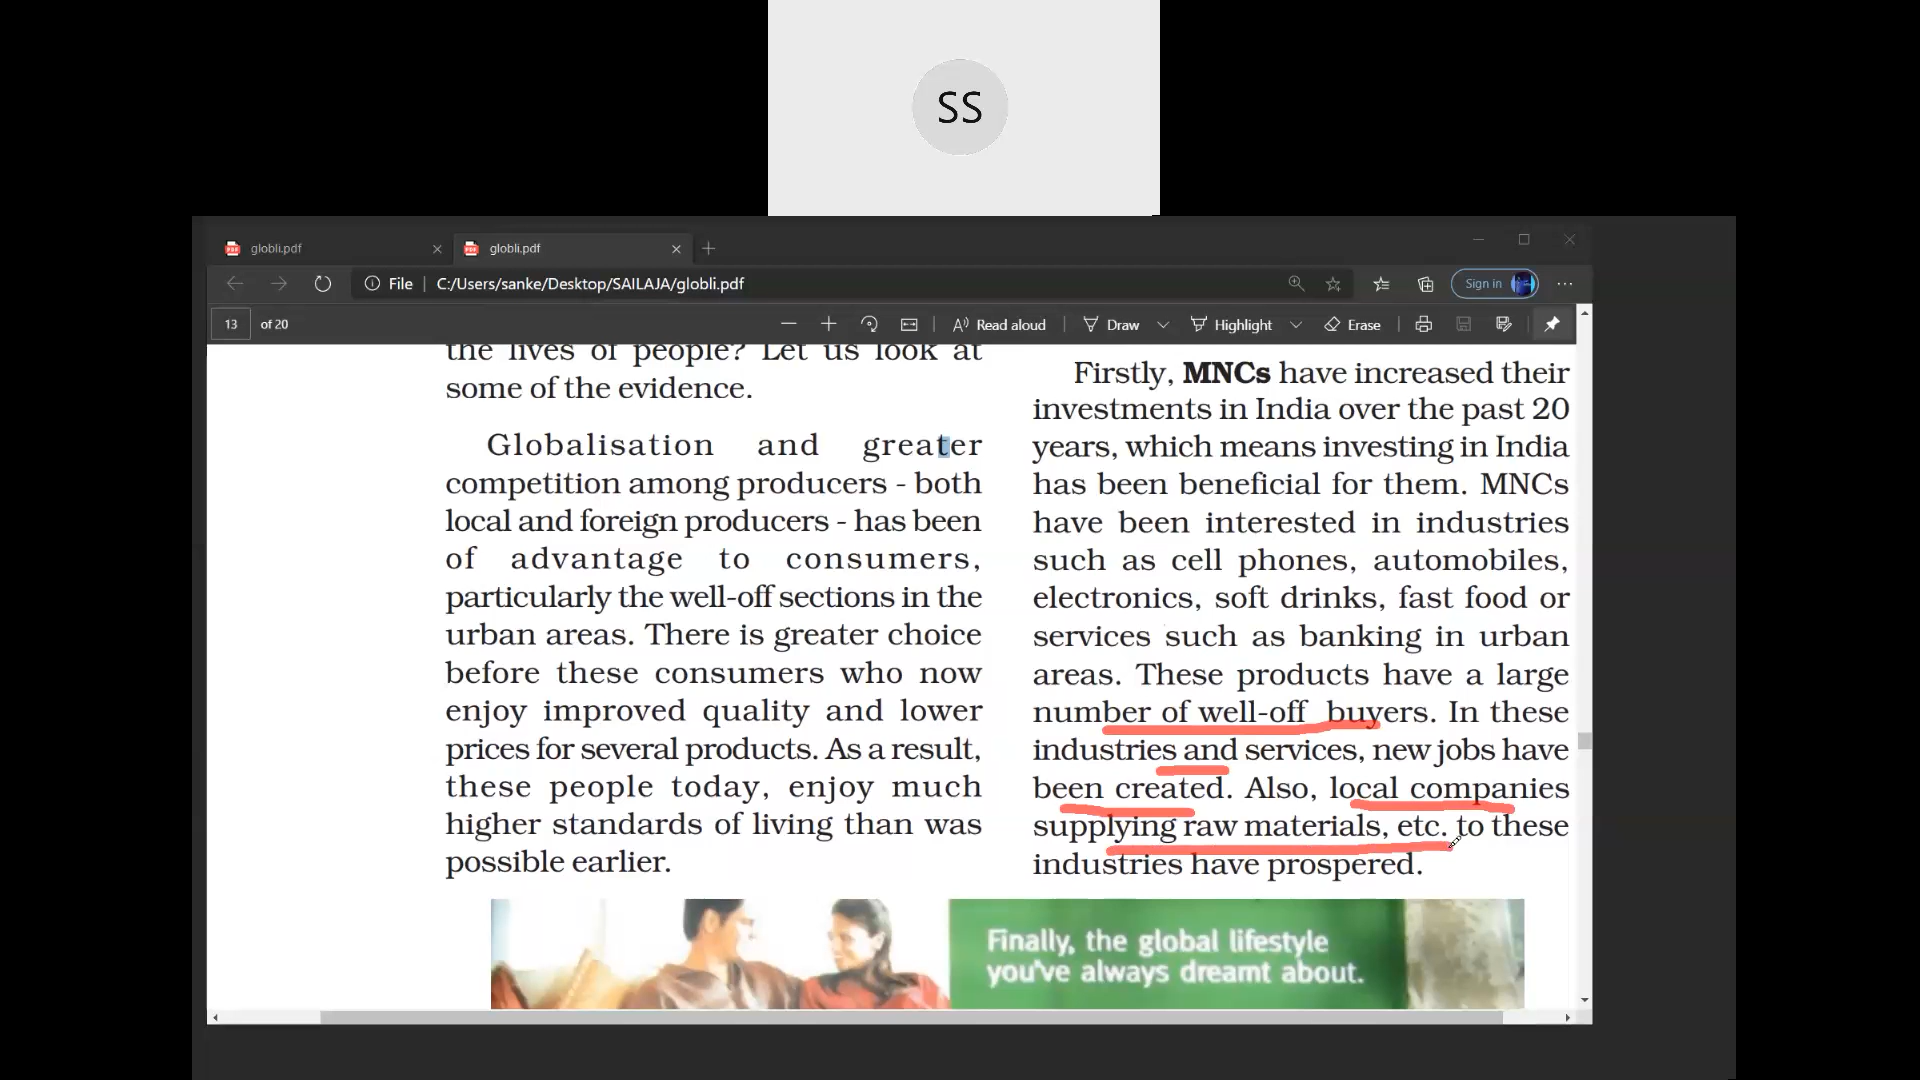 SS
globli.pdf
globli.pdf
File
C:/Users/sanke/Desktop/SAILAJA/globli.pdf
Sign in
13 of 20
Read aloud
Draw
Highlight
Erase
the lives of people? Let us look at
some of the evidence.
Globalisation and greater
competition among producers - both
local and foreign producers - has been
of advantage to consumers,
particularly the well-off sections in the
urban areas. There is greater choice
before these consumers who now
enjoy improved quality and lower
prices for several products. As a result,
these people today, enjoy much
higher standards of living than was
possible earlier.
Firstly, MNCs have increased their
investments in India over the past 20
years, which means investing in India
has been beneficial for them. MNCs
have been interested in industries
such as cell phones, automobiles,
electronics, soft drinks, fast food or
services such as banking in urban
areas. These products have a large
number of well-off buyers. In these
industries and services, new jobs have
been created. Also, local companies
supplying raw materials, etc. to these
industries have prospered.
Finally, the global lifestyle
you've always dreamt about.